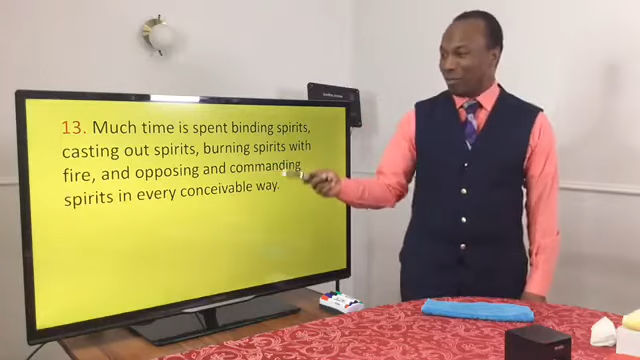 13. Much time is spent binding spirits,
casting out spirits, burning spirits with
fire, and opposing and commanding
spirits in every conceivable way.